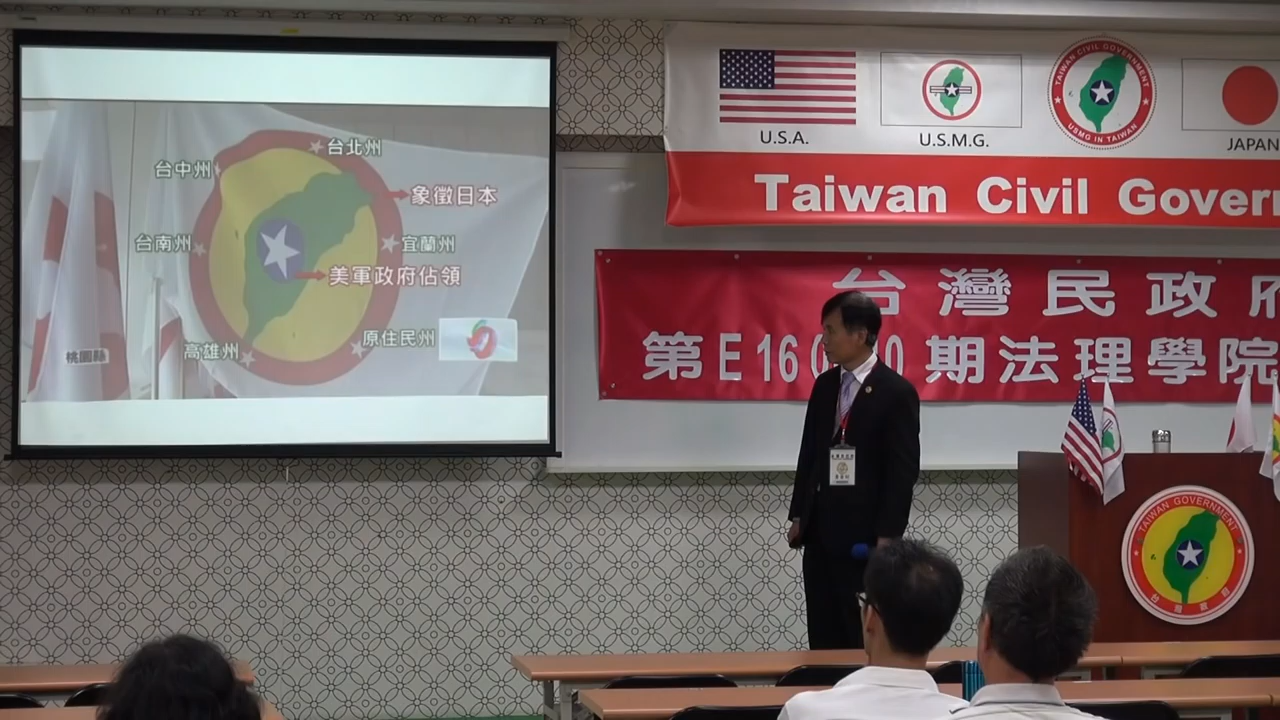 台北州
台中州
象徵日本
台南州
宜蘭州
美軍政府佔領
原住民州
高雄州
桃園縣
U.S.A.
U.S.M.G.
TAIWAN CIVIL GOVERNMENT
USMG IN TAIWAN
JAPAN
Taiwan Civil Govern
台灣民政府
第E16
期法理學院
TAIWAN GOVERNMENT
台灣政府